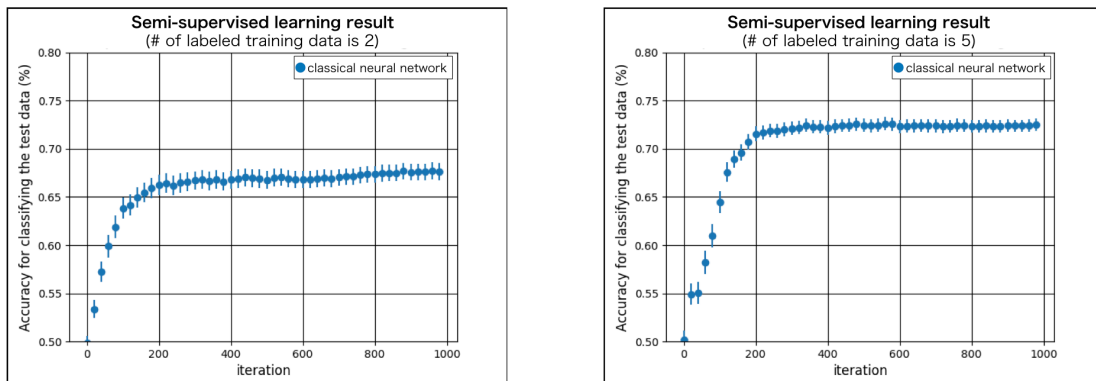 Semi-supervised learning result
(# of labeled training data is 2)
classical neural network
Accuracy for classifying the test data (%)
0.80
0.75
0.70
0.65
0.60
0.55
0.50
0
200
400
600
800
1000
iteration
Semi-supervised learning result
(# of labeled training data is 5)
classical neural network
Accuracy for classifying the test data (%)
0.80
0.75
0.70
0.65
0.60
0.55
0.50
0
200
400
600
800
1000
iteration